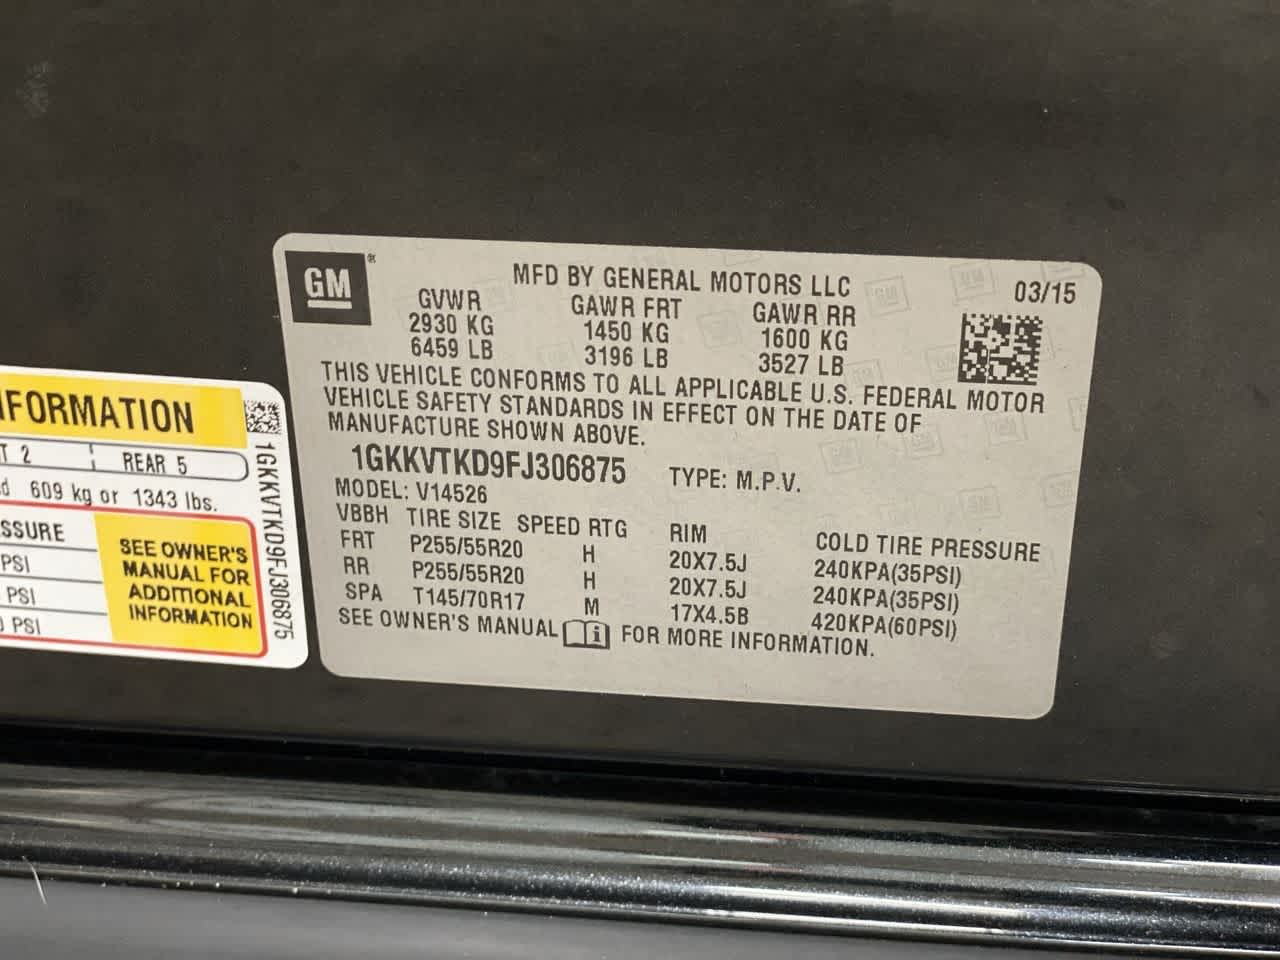 GM®
MFD BY GENERAL MOTORS LLC 03/15
GVWR GAWR FRT GAWR RR
2930 KG 1450 KG 1600 KG
6459 LB 3196 LB 3527 LB
THIS VEHICLE CONFORMS TO ALL APPLICABLE U.S. FEDERAL MOTOR
VEHICLE SAFETY STANDARDS IN EFFECT ON THE DATE OF
MANUFACTURE SHOWN ABOVE.
1GKKVTKD9FJ306875 TYPE: M.P.V.
MODEL: V14526
VBBH TIRE SIZE SPEED RTG RIM COLD TIRE PRESSURE
FRT P255/55R20 H 20X7.5J 240KPA(35PSI)
RR P255/55R20 H 20X7.5J 240KPA(35PSI)
SPA T145/70R17 M 17X4.5B 420KPA(60PSI)
SEE OWNER'S MANUAL i FOR MORE INFORMATION.
FORMATION
T 2 REAR 5
d 609 kg or 1343 lbs.
SSURE
PSI
PSI
PSI
SEE OWNER'S
MANUAL FOR
ADDITIONAL
INFORMATION
1GKKVTKD9FJ306875